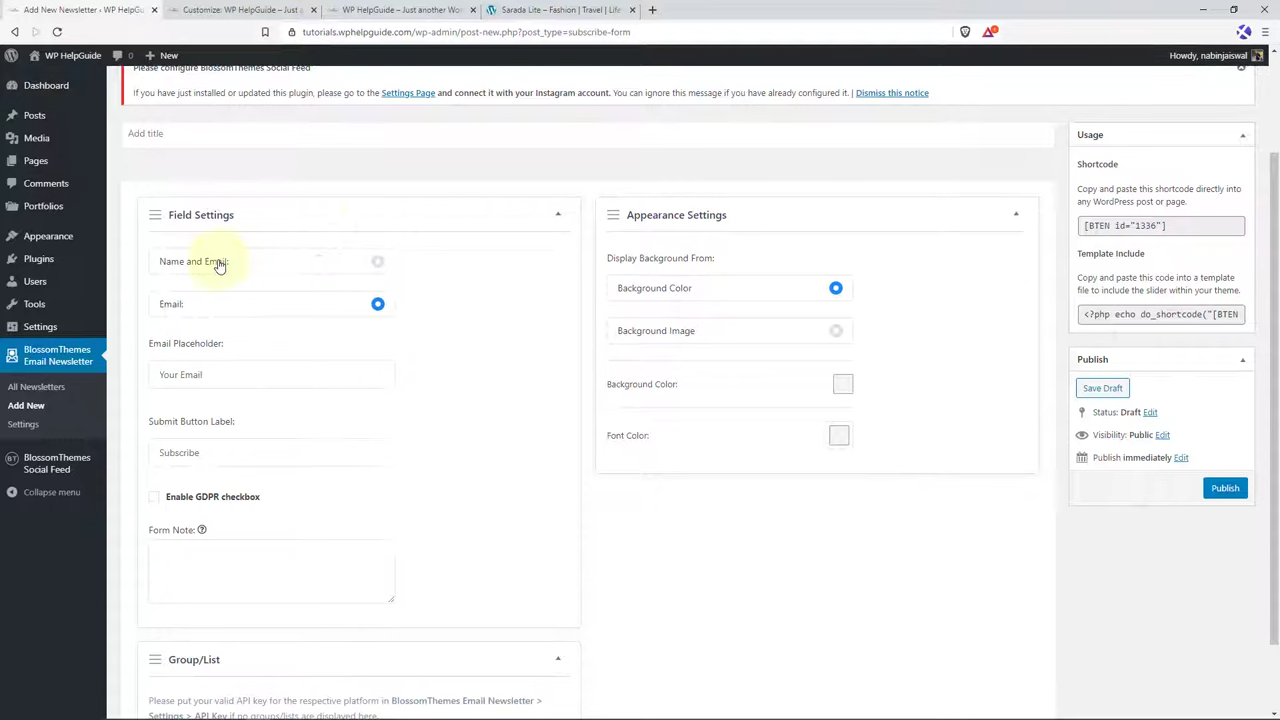 Add New Newsletter ‹ WP HelpGu
Customize: WP HelpGuide – Just a
WP HelpGuide – Just another Wor
Sarada Lite – Fashion | Travel | Life
tutorials.wphelpguide.com/wp-admin/post-new.php?post_type=subscribe-form
WP HelpGuide
0
New
Howdy, nabinjaiswal
Please configure BlossomThemes Social Feed
If you have just installed or updated this plugin, please go to the Settings Page and connect it with your Instagram account. You can ignore this message if you have already configured it. | Dismiss this notice
Dashboard
Posts
Media
Pages
Comments
Portfolios
Appearance
Plugins
Users
Tools
Settings
BlossomThemes
Email Newsletter
All Newsletters
Add New
Settings
BlossomThemes
Social Feed
Collapse menu
Add title
Field Settings
Name and Email:
Email:
Email Placeholder:
Your Email
Submit Button Label:
Subscribe
Enable GDPR checkbox
Form Note:
Group/List
Please put your valid API key for the respective platform in BlossomThemes Email Newsletter >
Settings > API Key if no groups/lists are displayed here.
Appearance Settings
Display Background From:
Background Color
Background Image
Background Color:
Font Color:
Usage
Shortcode
Copy and paste this shortcode directly into
any WordPress post or page.
[BTEN id="1336"]
Template Include
Copy and paste this code into a template
file to include the slider within your theme.
<?php echo do_shortcode("[BTEN
Publish
Save Draft
Status: Draft Edit
Visibility: Public Edit
Publish immediately Edit
Publish